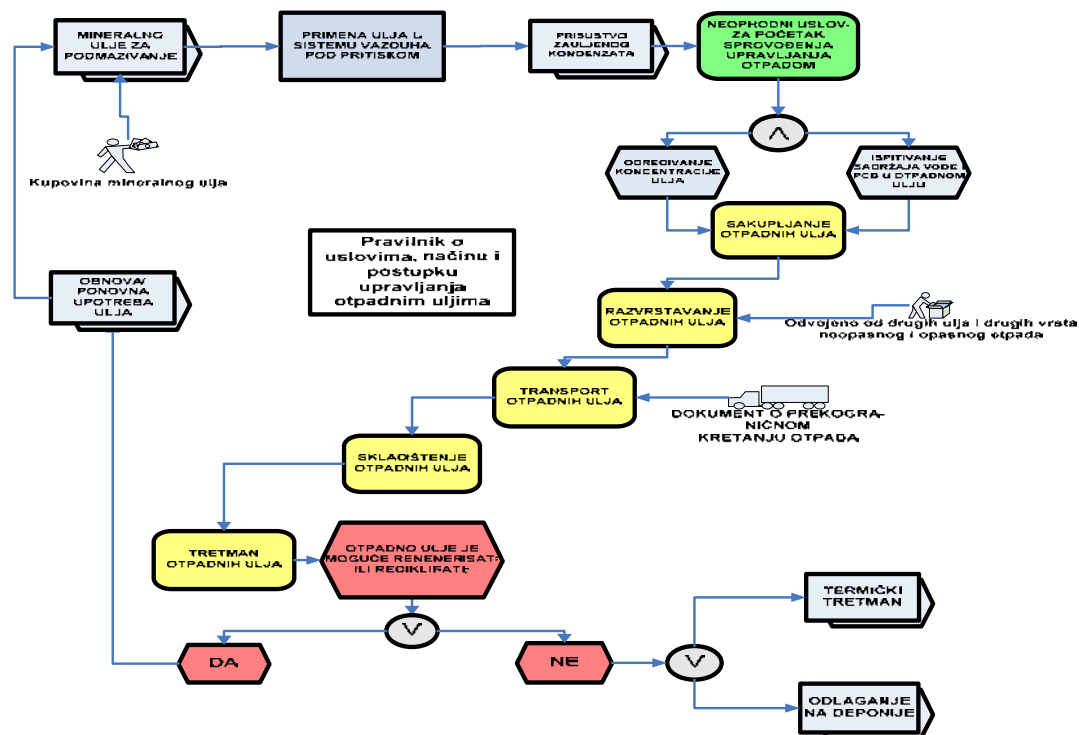 MINERALNO
ULJE ZA
PODMAZIVANJE
PRIMENA ULJA U
SISTEMU VAZDUHA
POD PRITISKOM
PRISUSTVO
ZAULJENOG
KONDENZATA
NEOPHODNI USLOV-
ZA POČETAK
SPROVOĐENJA
UPRAVLJANJA
OTPADOM
Λ
Kupovina mineralnog ulja
ODREĐIVANJE
KONCENTRACIJE
ULJA
ISPITIVANJE
SADRŽAJA VODE I
PCB U OTPADNOM
ULJU
SAKUPLJANJE
OTPADNIH ULJA
Pravilnik o
uslovima, načinu i
postupku
upravljanja
otpadnim uljima
OBNOVA/
PONOVNA
UPOTREBA
ULJA
RAZVRSTAVANJE
OTPADNIH ULJA
Odvojeno od drugih ulja i drugih vrsta
noopasnog i opasnog otpada
TRANSPORT
OTPADNIH ULJA
DOKUMENT O PREKOGRA-
NIČNOM
KRETANJU OTPADA
SKLADIŠTENJE
OTPADNIH ULJA
TRETMAN
OTPADNIH ULJA
OTPADNO ULJE JE
MOGUĆE RENENERISAT-
ILI RECIKLIRATI
V
DA
NE
V
TERMIČKI
TRETMAN
ODLAGANJE
NA DEPONIJE